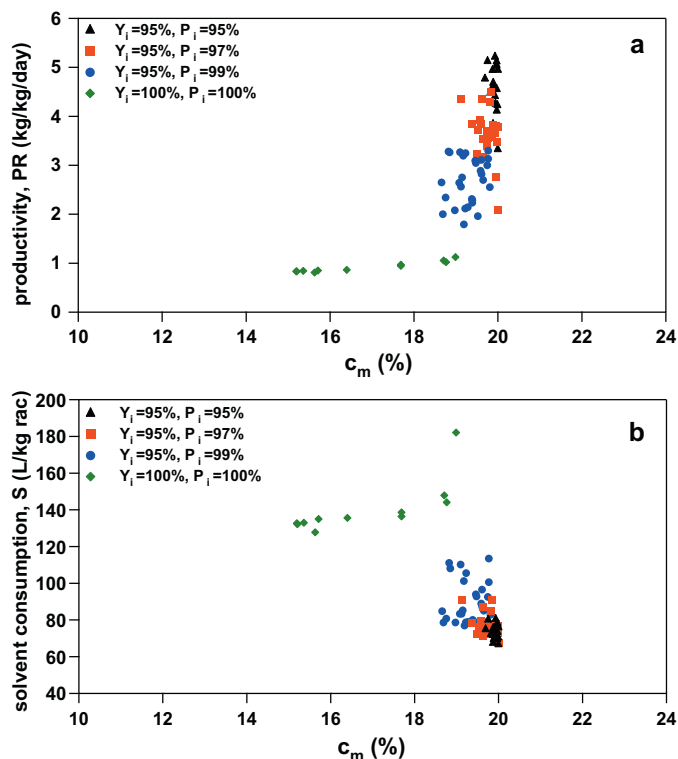 6
5
4
3
2
1
0
productivity, PR (kg/kg/day)
Y i =95%, P i =95%
Y i =95%, P i =97%
Y i =95%, P i =99%
Y i =100%, P i =100%
a
10 12 14 16 18 20 22 24
c m (%)
200
180
160
140
120
100
80
60
40
solvent consumption, S (L/kg rac)
Y i =95%, P i =95%
Y i =95%, P i =97%
Y i =95%, P i =99%
Y i =100%, P i =100%
b
10 12 14 16 18 20 22 24
c m (%)